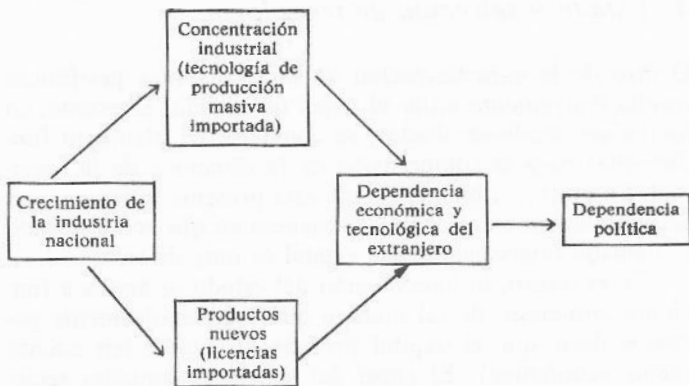 Concentración
industrial
(tecnología de
producción
masiva
importada)
Crecimiento de
la industria
nacional
Dependencia
económica y
tecnológica del
extranjero
Dependencia
política
Productos
nuevos
(licencias
importadas)